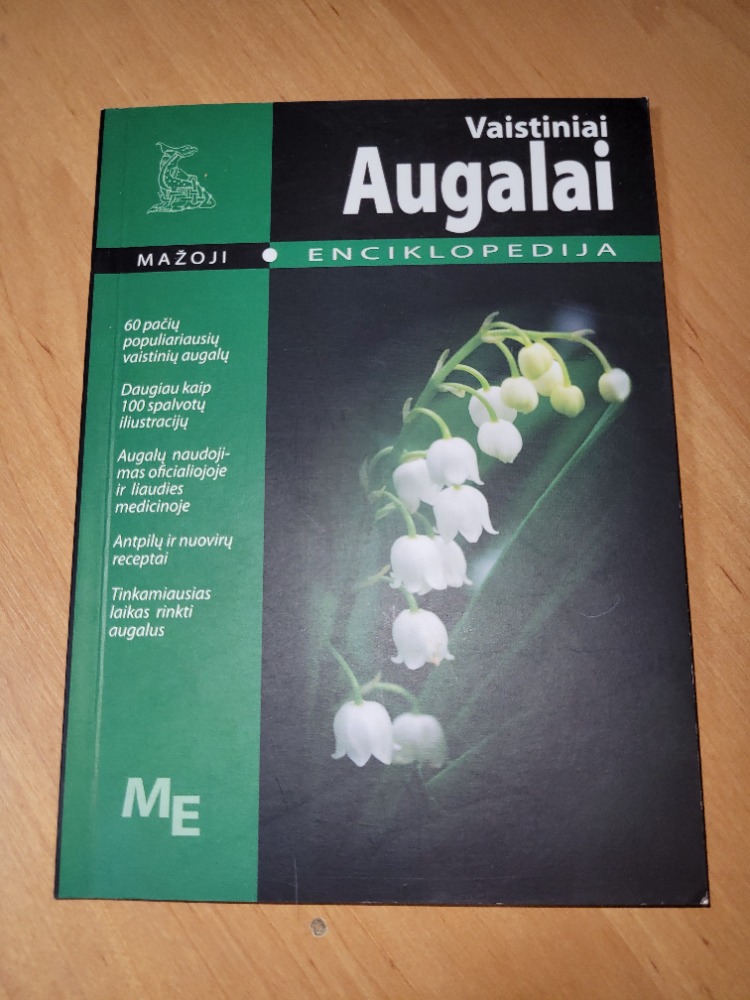 Vaistiniai
Augalai
MAŽOJI ENCIKLOPEDIJA
60 pačių
populiariausių
vaistinių augalų
Daugiau kaip
100 spalvotų
iliustracijų
Augalų naudoji-
mas oficialiojoje
ir liaudies
medicinoje
Antpilų ir nuovirų
receptai
Tinkamiausias
laikas rinkti
augalus
ME